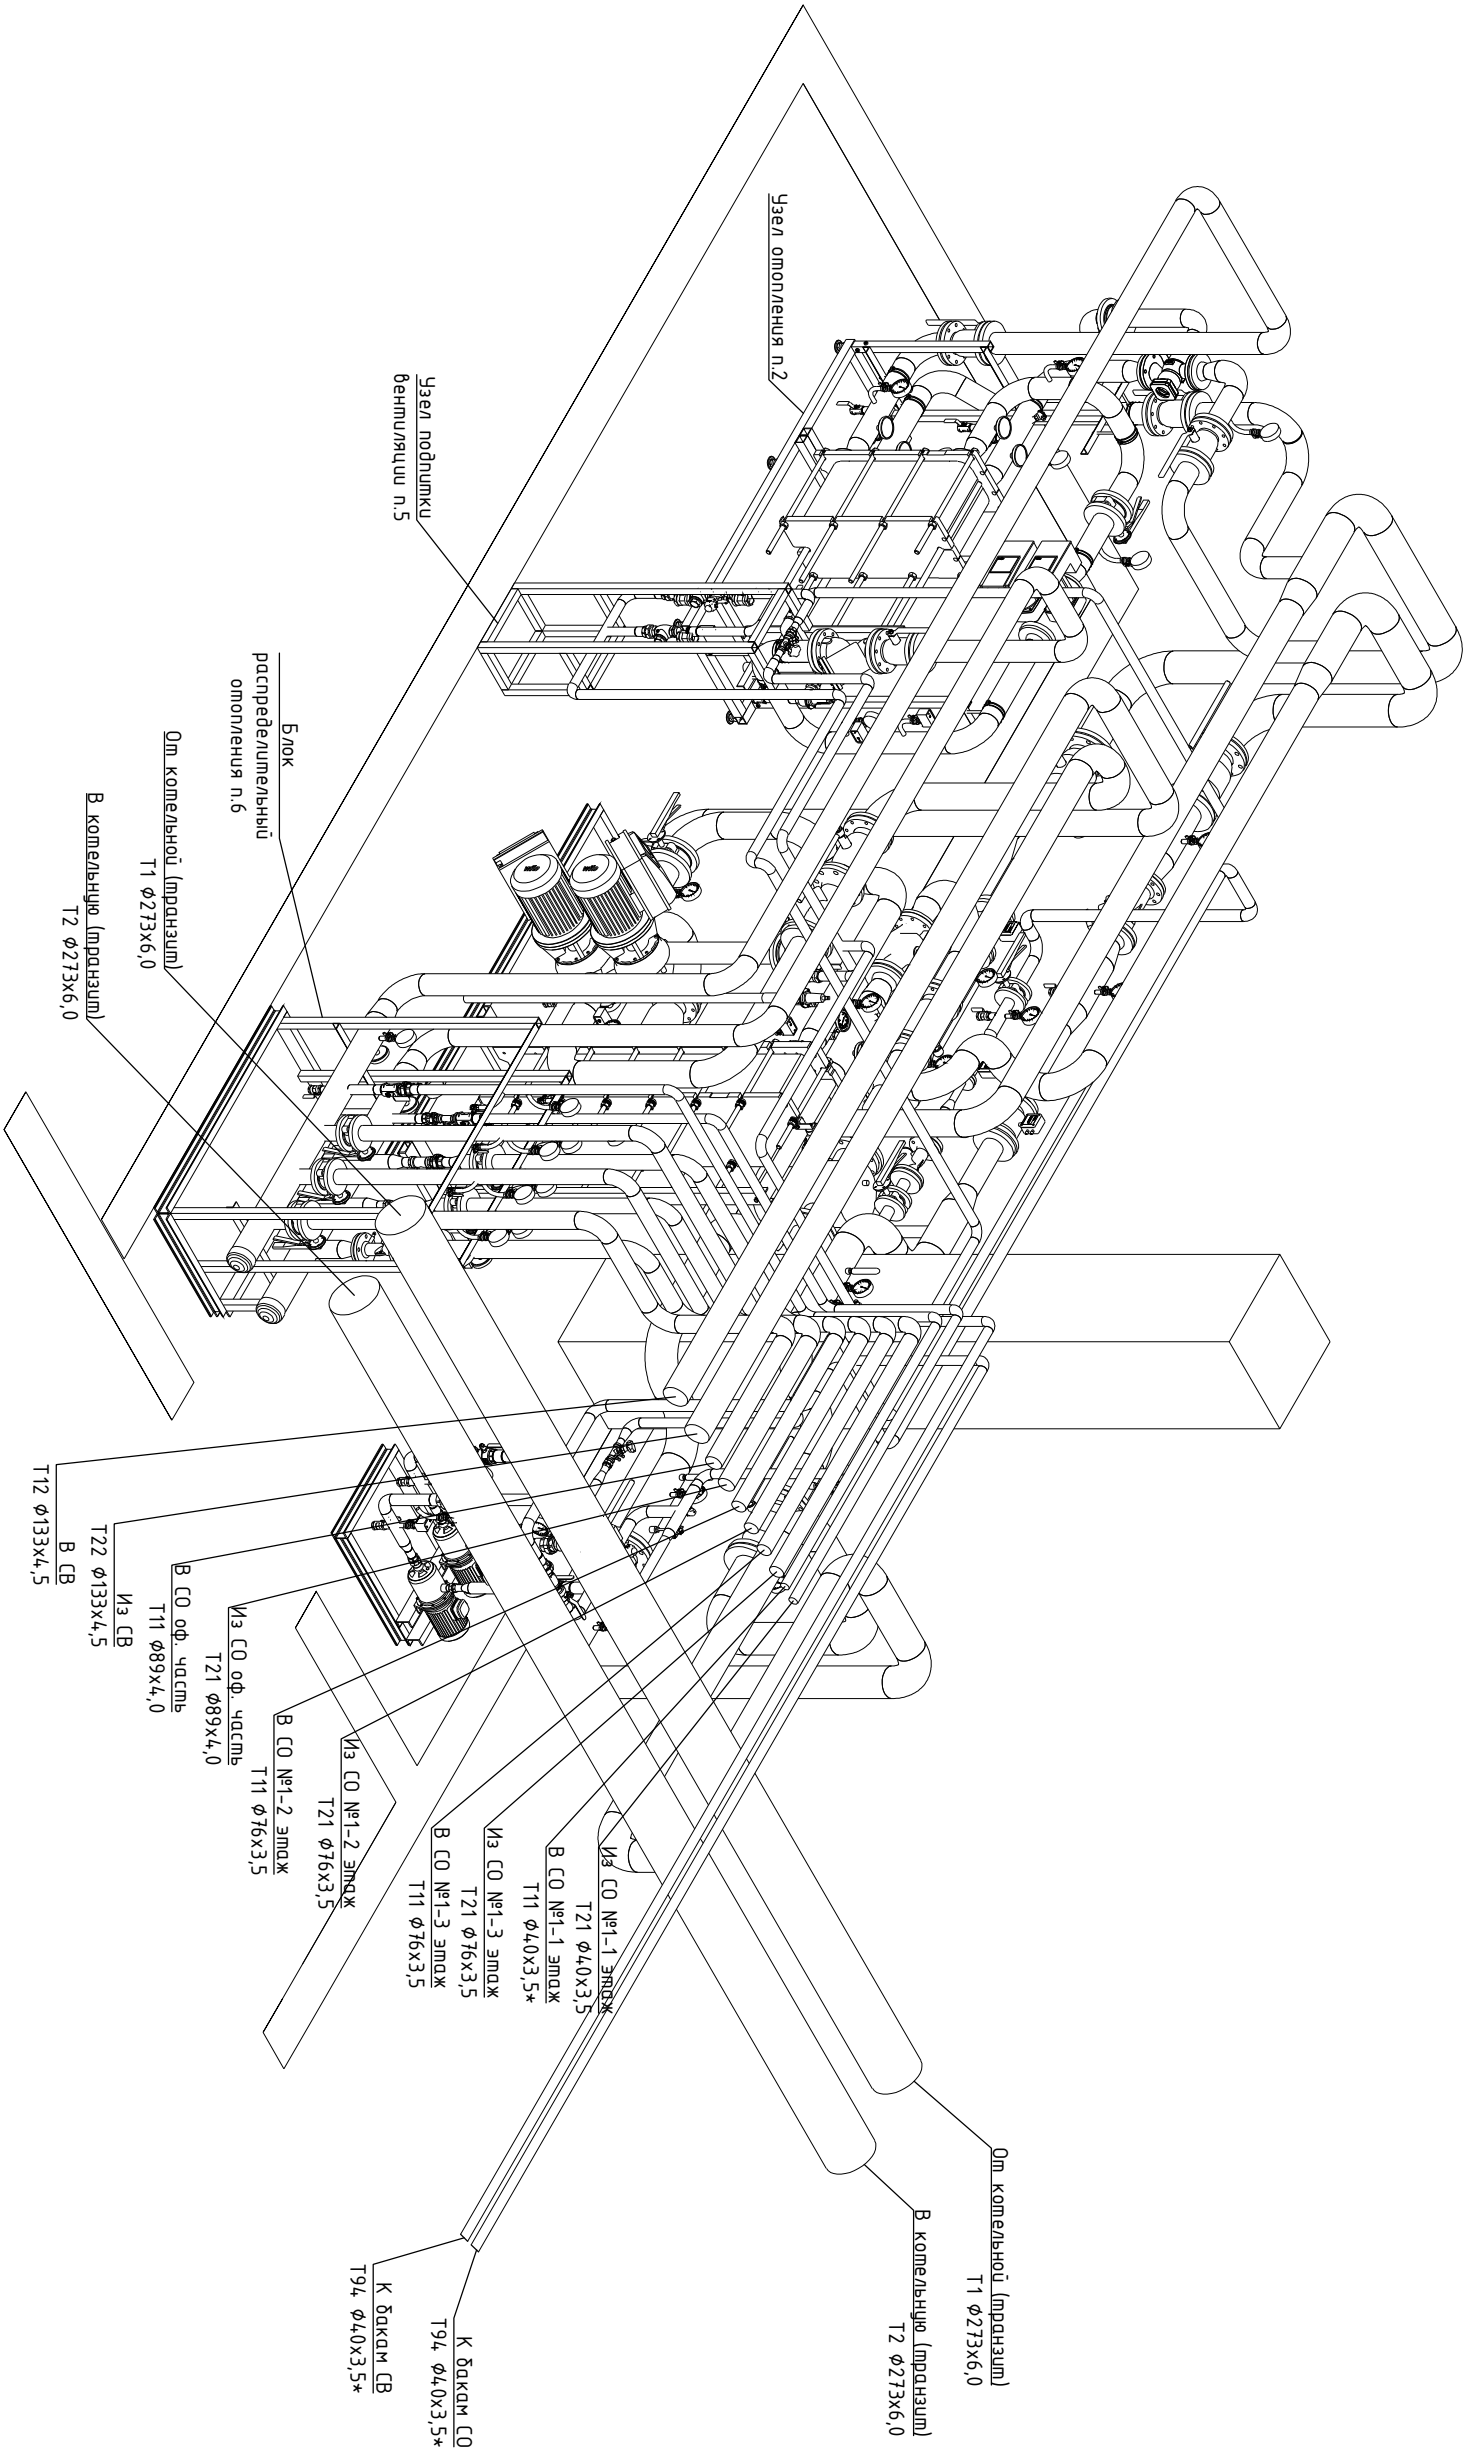 Узел отопления п.2
Узел подпитки
вентиляции п.5
Блок
распределительный
отопления п.6
От котельной (транзит)
Т1 ф273х6,0
В котельную (транзит)
Т2 ф273х6,0
В СВ
Т12 ф133х4,5
Из СВ
Т22 ф133х4,5
В СО оф. часть
Т11 ф89х4,0
Из СО оф. часть
Т21 ф89х4,0
В СО №1-2 этаж
Т11 ф76х3,5
Из СО №1-2 этаж
Т21 ф76х3,5
В СО №1-3 этаж
Т11 ф76х3,5
Из СО №1-3 этаж
Т21 ф76х3,5
В СО №1-1 этаж
Т11 ф40х3,5*
Из СО №1-1 этаж
Т21 ф40х3,5
От котельной (транзит)
Т1 ф273х6,0
В котельную (транзит)
Т2 ф273х6,0
К бакам СО
Т94 ф40х3,5*
К бакам СВ
Т94 ф40х3,5*